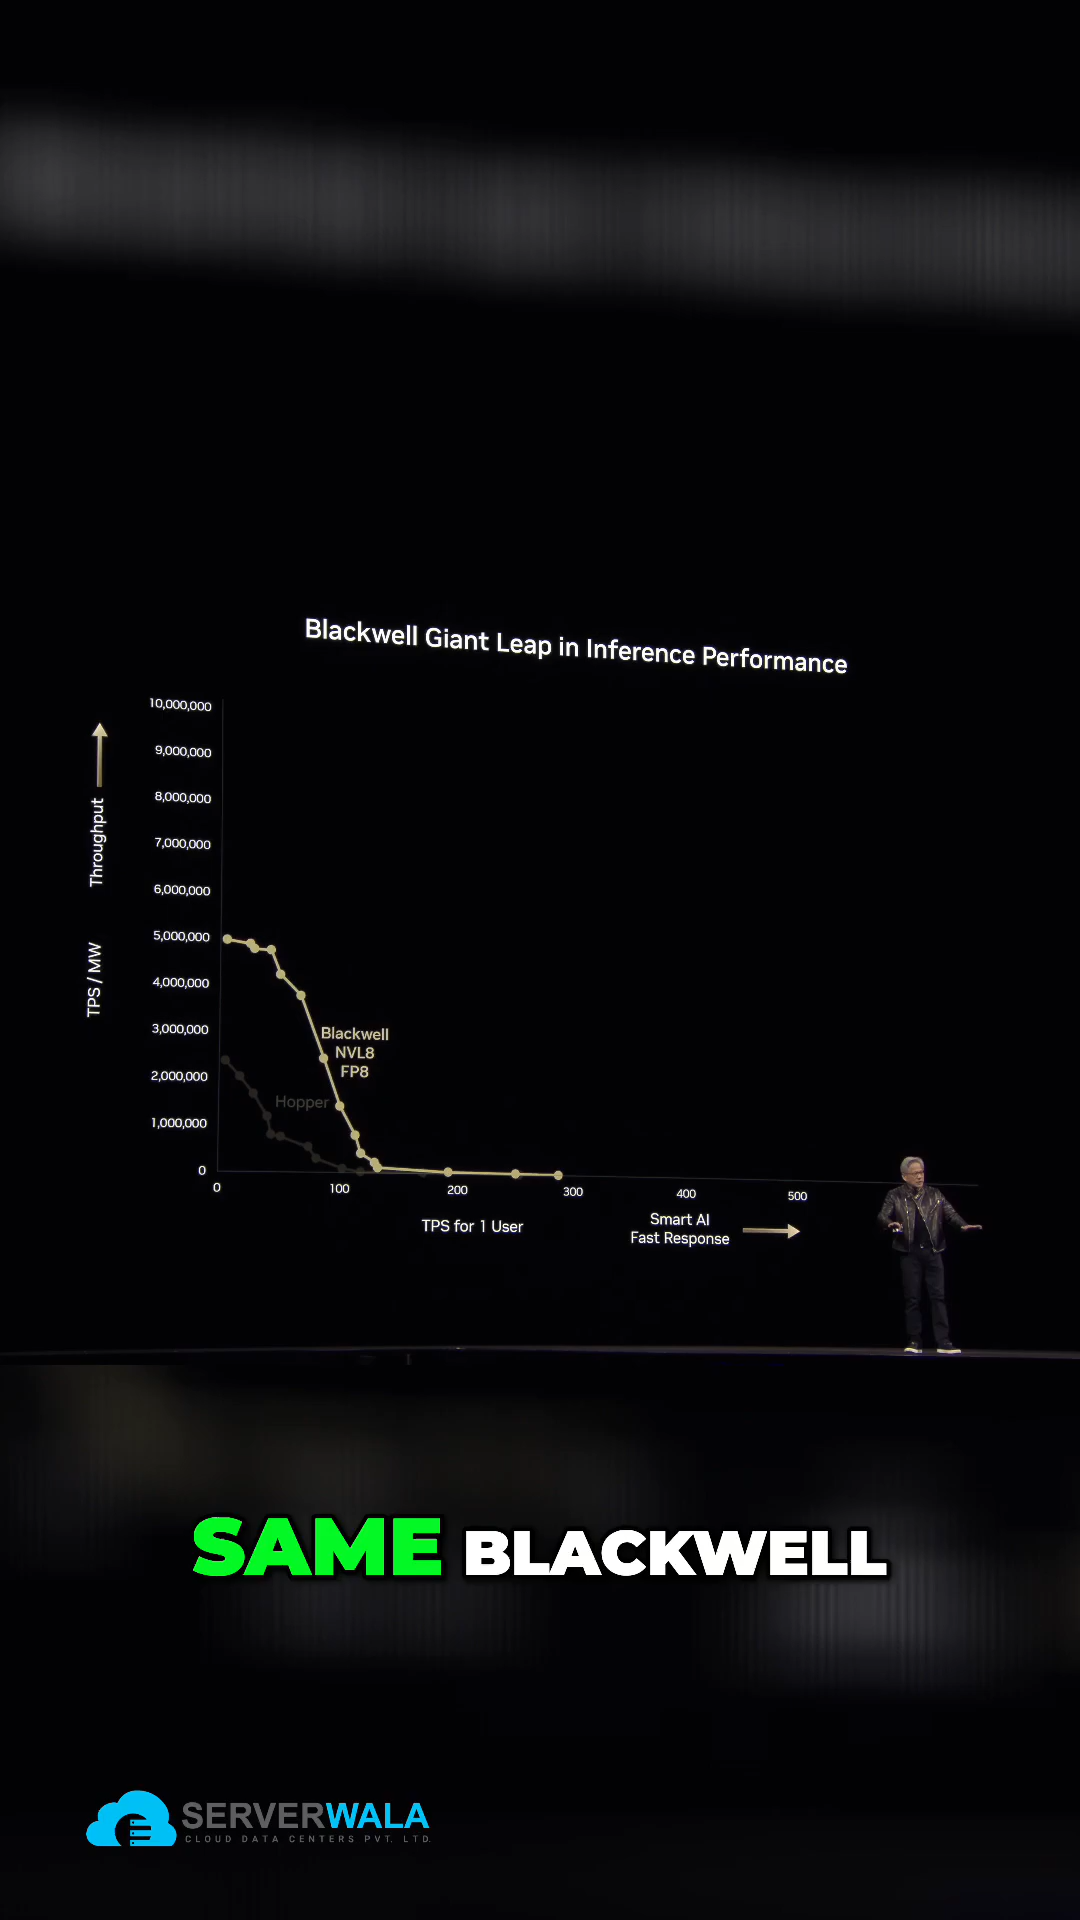 Blackwell Giant Leap in Inference Performance
10,000,000
9,000,000
8,000,000
7,000,000
6,000,000
5,000,000
4,000,000
3,000,000
2,000,000
1,000,000
0
Throughput
TPS / MW
Blackwell
NVL8
FP8
Hopper
0
100
200
300
400
500
TPS for 1 User
Smart AI
Fast Response
SAME BLACKWELL
SERVERWALA
CLOUD DATA CENTERS PVT. LTD.